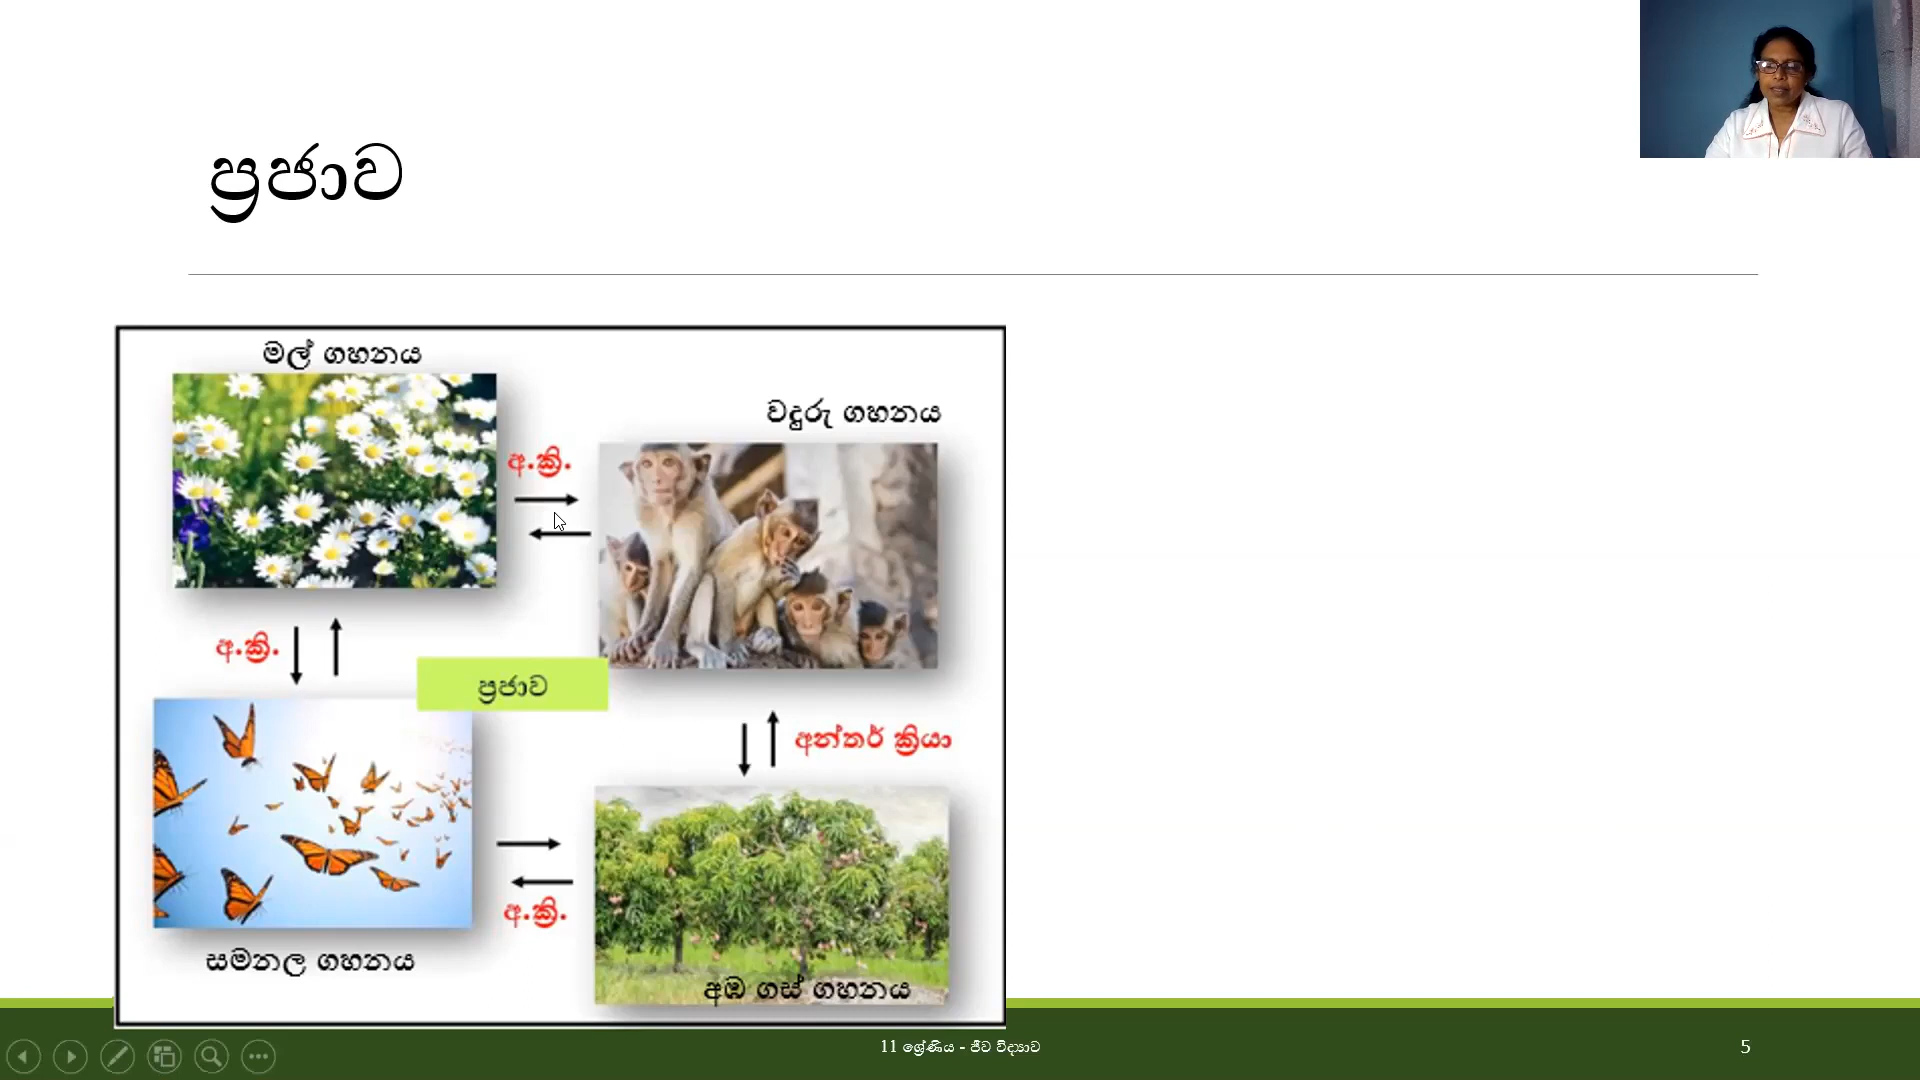 ප්‍රජාව
මල් ගහනය
වඳුරු ගහනය
අ.ක්‍රි.
අ.ක්‍රි.
ප්‍රජාව
අන්තර් ක්‍රියා
අ.ක්‍රි.
සමනල ගහනය
අඹ ගස් ගහනය
11 ශ්‍රේණිය - ජීව විද්‍යාව
5